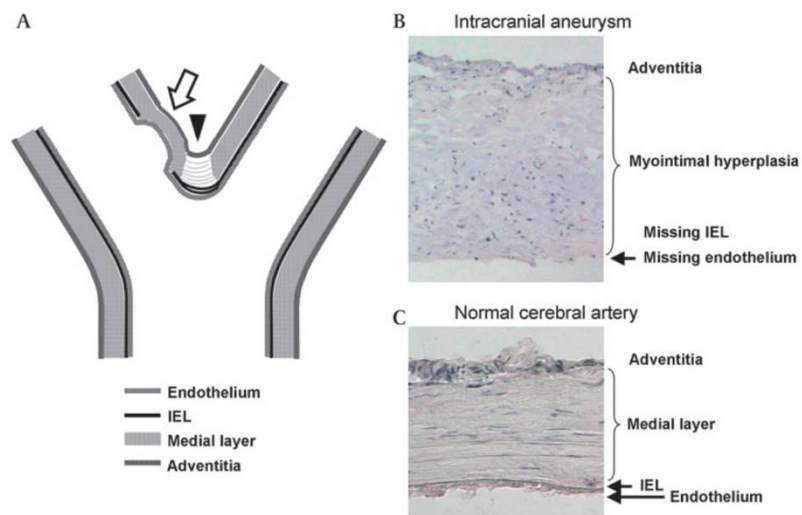 A
Endothelium
IEL
Medial layer
Adventitia
B
Intracranial aneurysm
Adventitia
Myointimal hyperplasia
Missing IEL
Missing endothelium
C
Normal cerebral artery
Adventitia
Medial layer
IEL
Endothelium